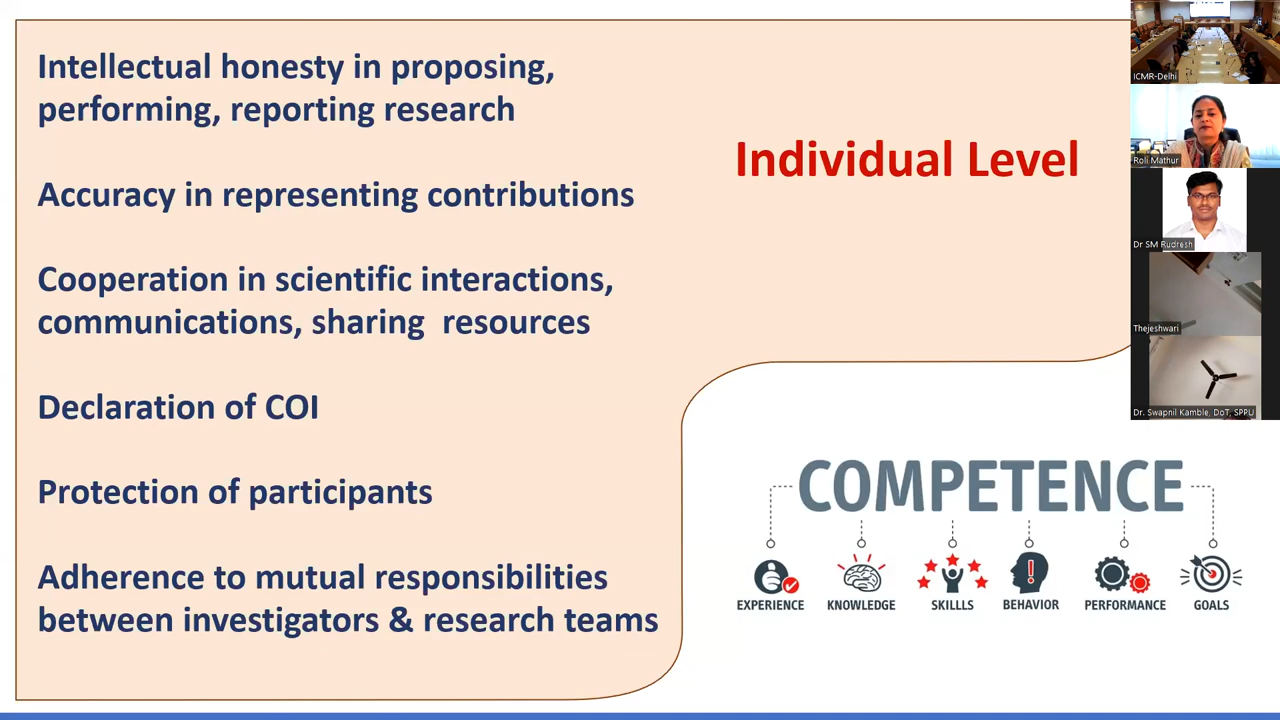 Intellectual honesty in proposing,
performing, reporting research
Accuracy in representing contributions
Cooperation in scientific interactions,
communications, sharing  resources
Declaration of COI
Protection of participants
Adherence to mutual responsibilities
between investigators & research teams
Individual Level
COMPETENCE
EXPERIENCE
KNOWLEDGE
SKILLLS
BEHAVIOR
PERFORMANCE
GOALS
ICMR-Delhi
Roli Mathur
Dr SM Rudresh
Thejeshwari
Dr. Swapnil Kamble, DoT, SPPU